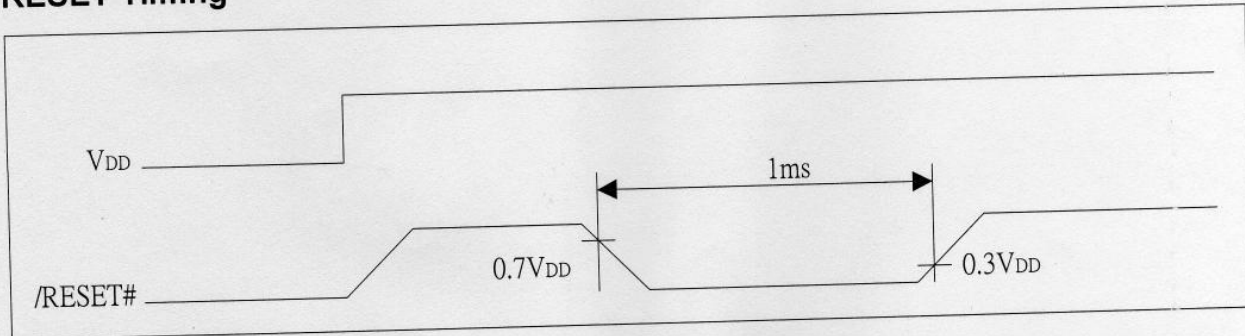 RESET Timing
VDD
1ms
0.7VDD
0.3VDD
/RESET#